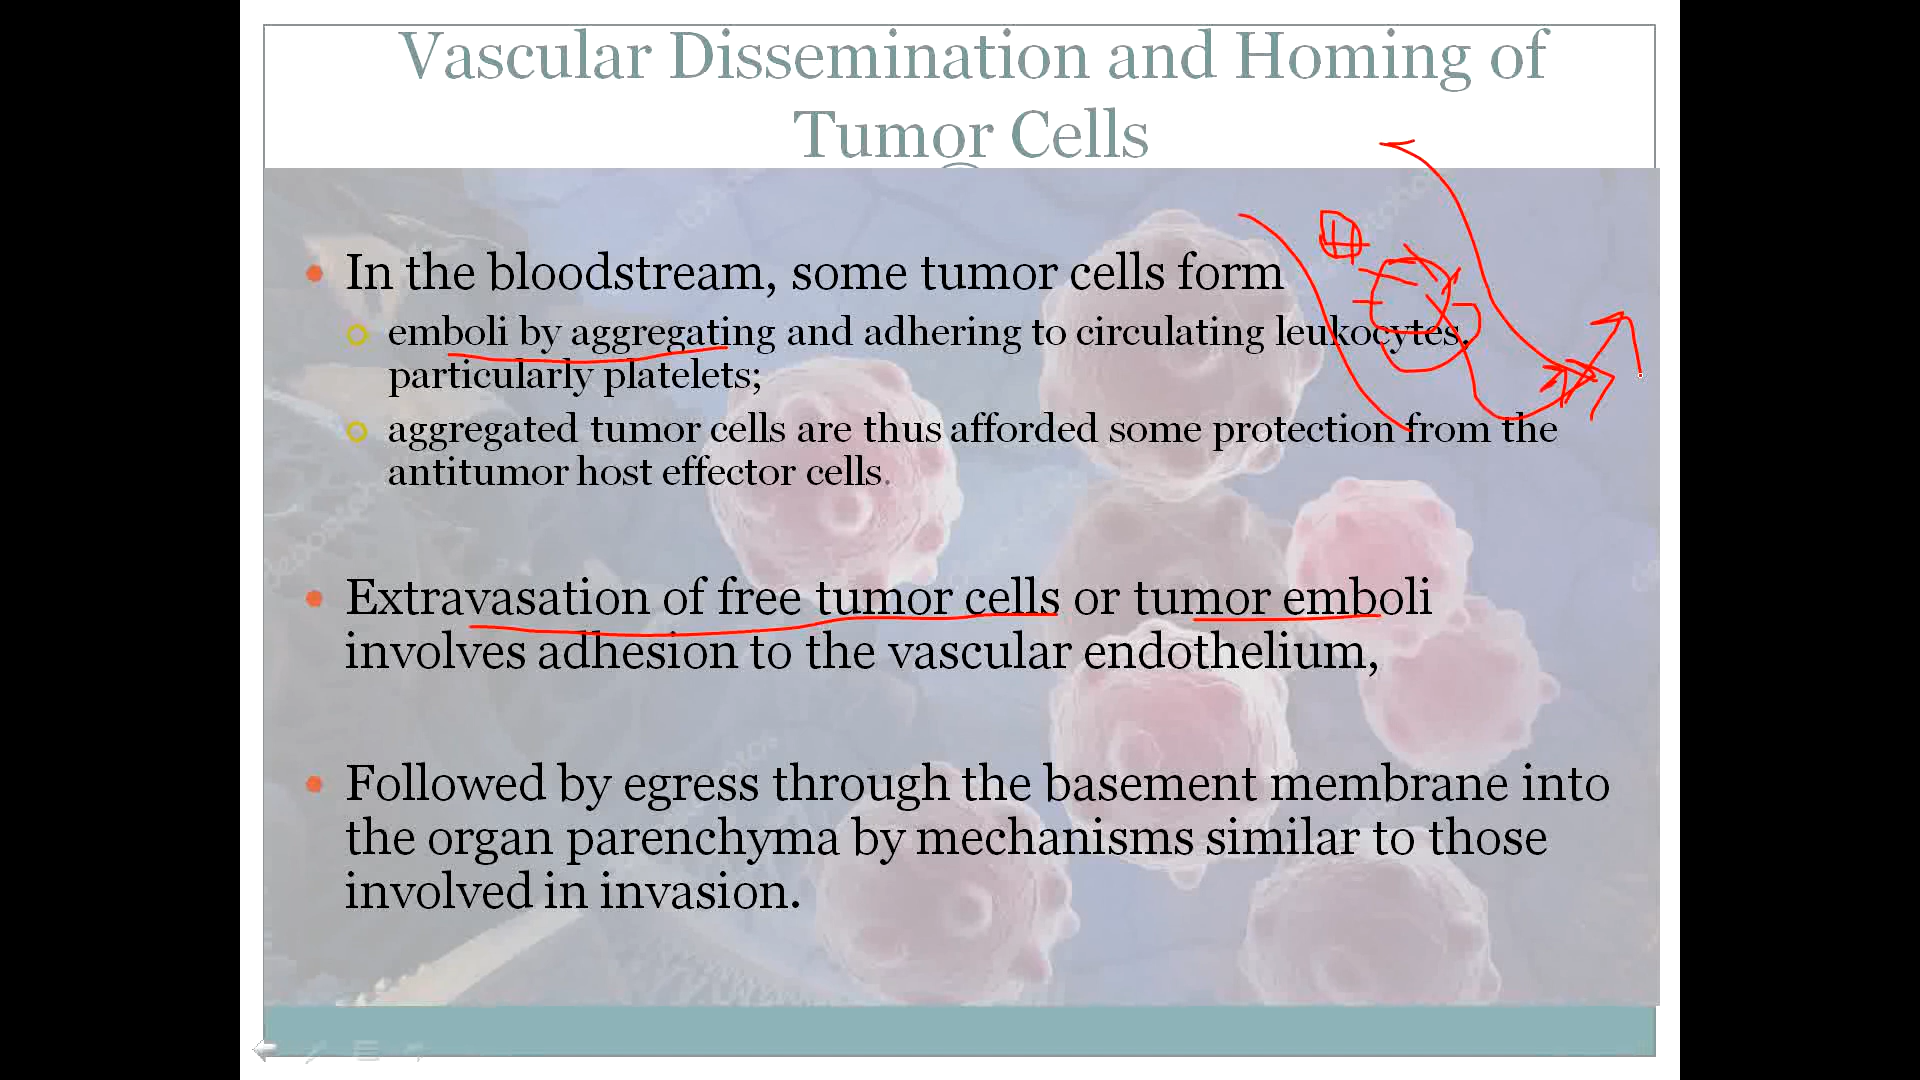 Vascular Dissemination and Homing of
Tumor Cells
In the bloodstream, some tumor cells form
emboli by aggregating and adhering to circulating leukocytes,
particularly platelets;
aggregated tumor cells are thus afforded some protection from the
antitumor host effector cells.
Extravasation of free tumor cells or tumor emboli
involves adhesion to the vascular endothelium,
Followed by egress through the basement membrane into
the organ parenchyma by mechanisms similar to those
involved in invasion.